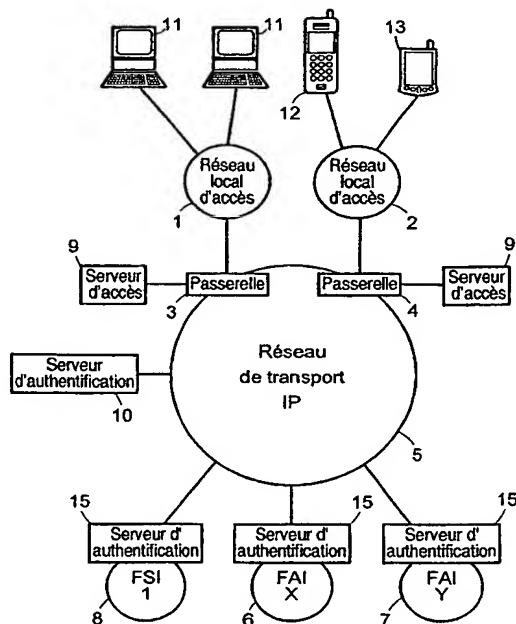 11
11
12
13
Réseau
local
d'accès
1
Réseau
local
d'accès
2
9
Serveur
d'accès
Passerelle
3
Passerelle
4
9
Serveur
d'accès
Serveur
d'authentification
10
Réseau
de transport
IP
5
15
Serveur d'
authentification
FSI
1
8
15
Serveur d'
authentification
FAI
X
6
15
Serveur d'
authentification
FAI
Y
7